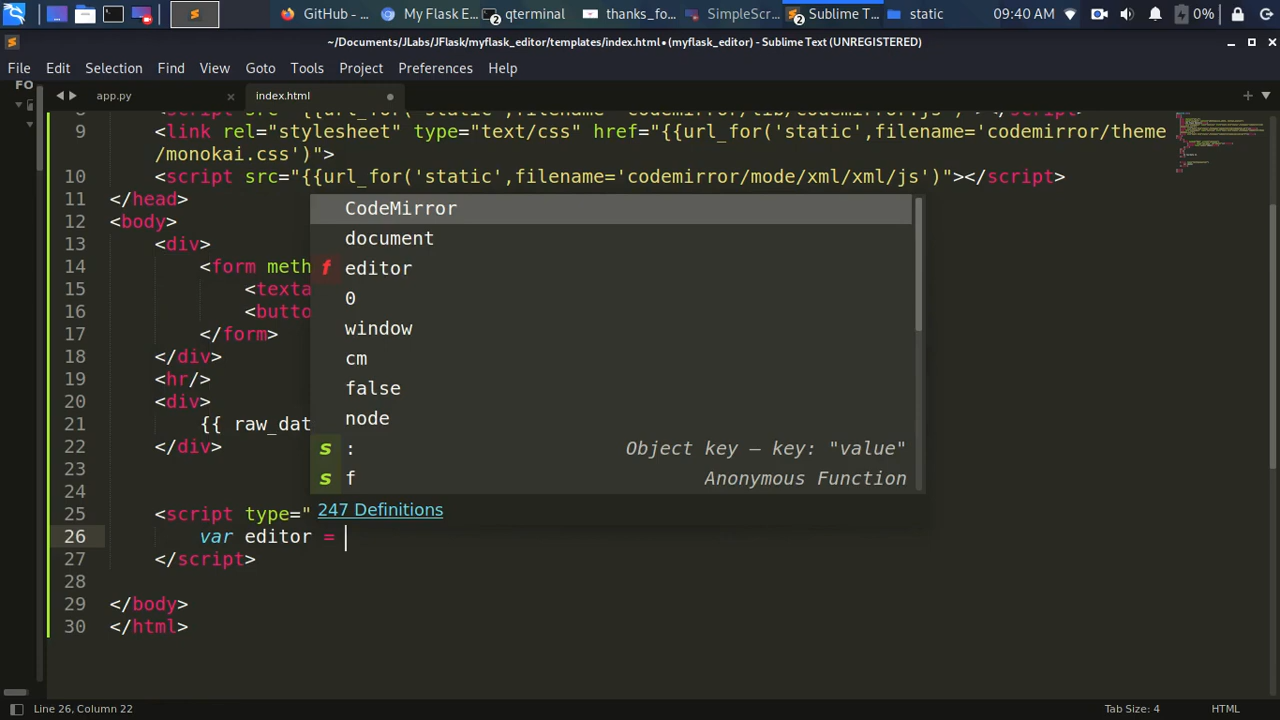 GitHub - ...
My Flask E...
qterminal
thanks_fo...
SimpleScr...
Sublime T...
static
09:40 AM
0%
~/Documents/JLabs/JFlask/myflask_editor/templates/index.html• (myflask_editor) - Sublime Text (UNREGISTERED)
File Edit Selection Find View Goto Tools Project Preferences Help
FO
app.py
index.html
9 <link rel="stylesheet" type="text/css" href="{{url_for('static',filename='codemirror/theme
/monokai.css')">
10 <script src="{{url_for('static',filename='codemirror/mode/xml/xml/js')"></script>
11 </head>
12 <body>
13 <div>
14 <form meth
15 <texta
16 <butto
17 </form>
18 </div>
19 <hr/>
20 <div>
21 {{ raw_dat
22 </div>
23
24
25 <script type="
26 var editor =
27 </script>
28
29 </body>
30 </html>
CodeMirror
document
f editor
0
window
cm
false
node
s : Object key — key: "value"
s f Anonymous Function
247 Definitions
Line 26, Column 22
Tab Size: 4
HTML